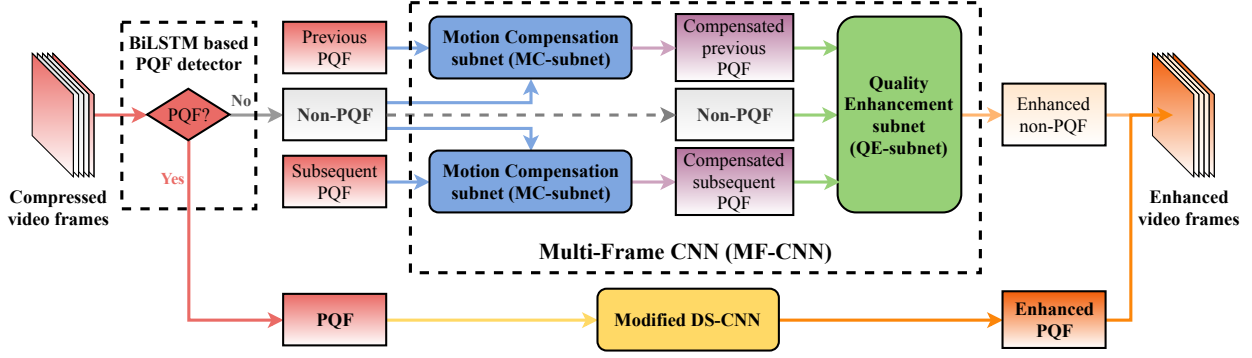 BiLSTM based
PQF detector
PQF?
No
Yes
Compressed
video frames
Previous
PQF
Non-PQF
Subsequent
PQF
Motion Compensation
subnet (MC-subnet)
Motion Compensation
subnet (MC-subnet)
Compensated
previous
PQF
Non-PQF
Compensated
subsequent
PQF
Quality
Enhancement
subnet
(QE-subnet)
Multi-Frame CNN (MF-CNN)
Enhanced
non-PQF
Enhanced
video frames
PQF
Modified DS-CNN
Enhanced
PQF